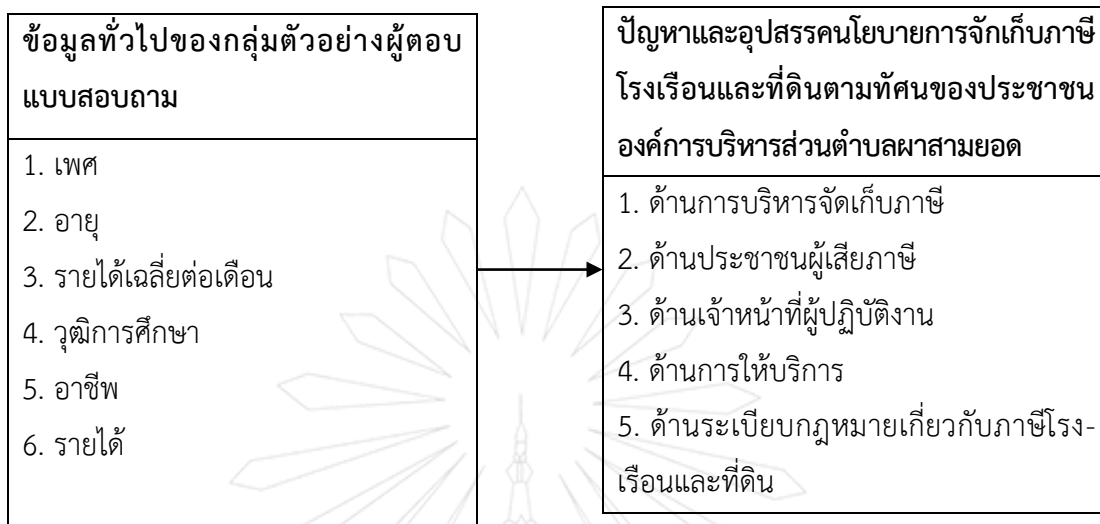 ข้อมูลทั่วไปของกลุ่มตัวอย่างผู้ตอบ
แบบสอบถาม
1. เพศ
2. อายุ
3. รายได้เฉลี่ยต่อเดือน
4. วุฒิการศึกษา
5. อาชีพ
6. รายได้
ปัญหาและอุปสรรคนโยบายการจักเก็บภาษี
โรงเรือนและที่ดินตามทัศนของประชาชน
องค์การบริหารส่วนตำบลผาสามยอด
1. ด้านการบริหารจัดเก็บภาษี
2. ด้านประชาชนผู้เสียภาษี
3. ด้านเจ้าหน้าที่ผู้ปฏิบัติงาน
4. ด้านการให้บริการ
5. ด้านระเบียบกฎหมายเกี่ยวกับภาษีโรง-
เรือนและที่ดิน